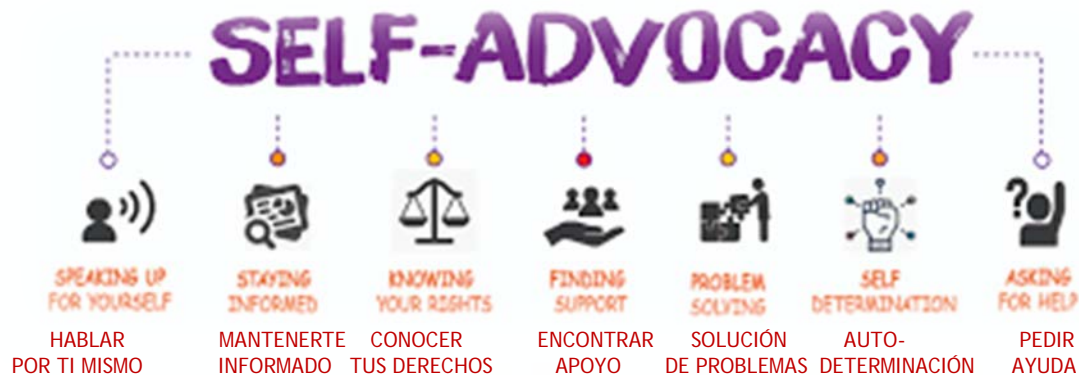 SELF-ADVOCACY
SPEAKING UP
FOR YOURSELF
STAYING
INFORMED
KNOWING
YOUR RIGHTS
FINDING
SUPPORT
PROBLEM
SOLVING
SELF
DETERMINATION
ASKING
FOR HELP
HABLAR
POR TI MISMO
MANTENERTE
INFORMADO
CONOCER
TUS DERECHOS
ENCONTRAR
APOYO
SOLUCIÓN
DE PROBLEMAS
AUTO-
DETERMINACIÓN
PEDIR
AYUDA